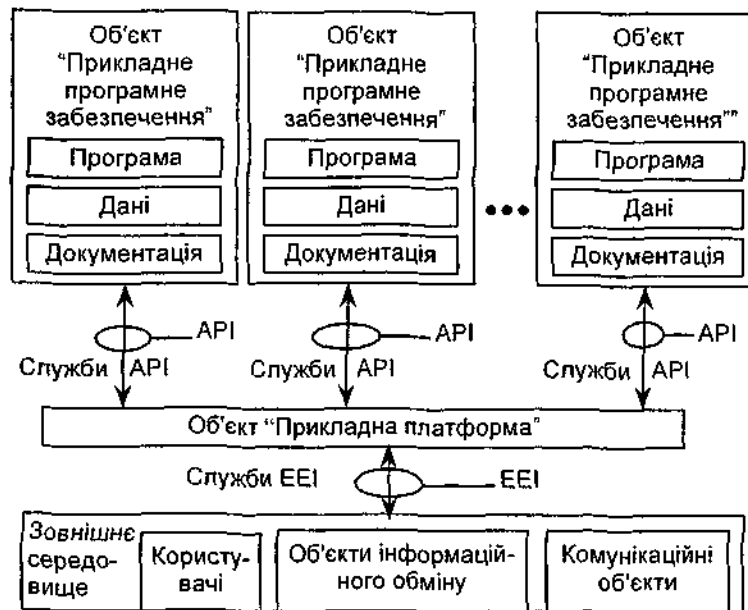 Об'єкт
“Прикладне
програмне
забезпечення”
Програма
Дані
Документація
Об'єкт
“Прикладне
програмне
забезпечення”
Програма
Дані
Документація
•••
Об'єкт
“Прикладне
програмне
забезпечення””
Програма
Дані
Документація
API
Служби API
API
Служби API
API
Служби API
Об'єкт “Прикладна платформа”
Служби EEI
EEI
Зовнішнє
середо-
вище
Користу-
вачі
Об'єкти інформацій-
ного обміну
Комунікаційні
об'єкти